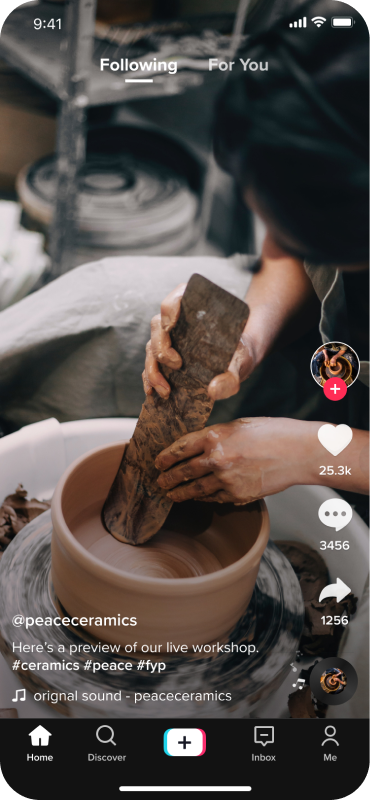 9:41
Following For You
25.3k
3456
1256
@peaceceramics
Here's a preview of our live workshop.
#ceramics #peace #fyp
orignal sound - peaceceramics
Home Discover Inbox Me